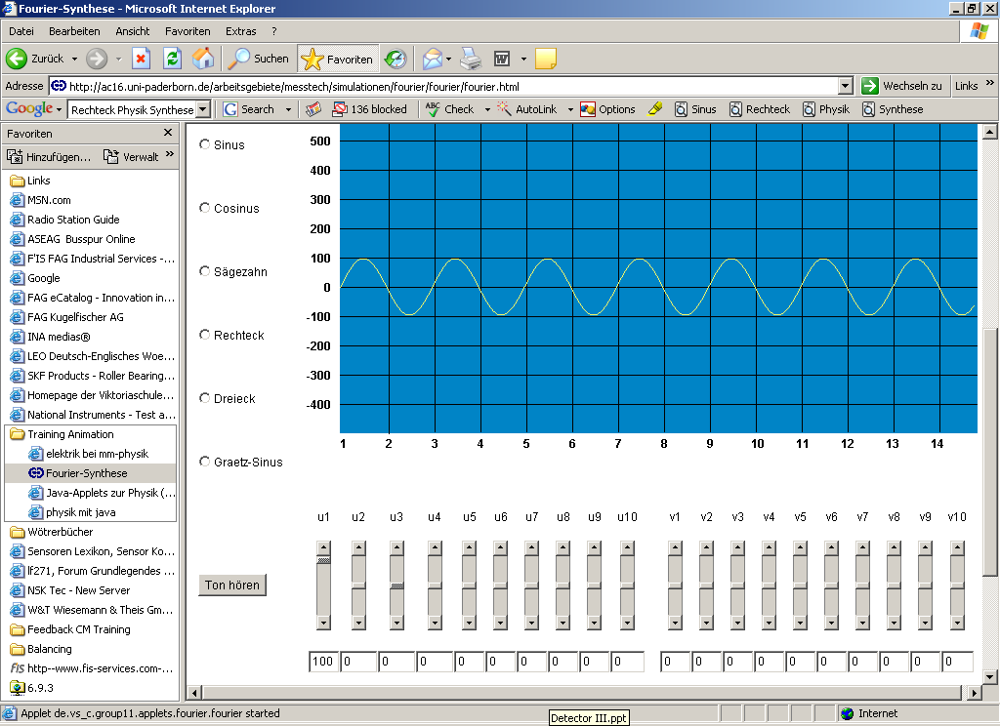 Fourier-Synthese - Microsoft Internet Explorer
Datei Bearbeiten Ansicht Favoriten Extras ?
Zurück Suchen Favoriten
Adresse http://ac16.uni-paderborn.de/arbeitsgebiete/messtech/simulationen/fourier/fourier/fourier.html Wechseln zu Links »
Google Rechteck Physik Synthese Search 136 blocked Check AutoLink Options Sinus Rechteck Physik Synthese
Favoriten
Hinzufügen... Verwalt »
Links
MSN.com
Radio Station Guide
ASEAG Busspur Online
F'IS FAG Industrial Services -...
Google
FAG eCatalog - Innovation in...
FAG Kugelfischer AG
INA medias®
LEO Deutsch-Englisches Woe...
SKF Products - Roller Bearing...
Homepage der Viktoriaschule...
National Instruments - Test a...
Training Animation
elektrik bei mm-physik
Fourier-Synthese
Java-Applets zur Physik (...
physik mit java
Wötrerbücher
Sensoren Lexikon, Sensor Ko...
lf271, Forum Grundlegendes ...
NSK Tec - New Server
W&T Wiesemann & Theis Gm...
Feedback CM Training
Balancing
FIS http--www.fis-services.com-...
6.9.3
Sinus
Cosinus
Sägezahn
Rechteck
Dreieck
Graetz-Sinus
500
400
300
200
100
0
-100
-200
-300
-400
1 2 3 4 5 6 7 8 9 10 11 12 13 14
u1 u2 u3 u4 u5 u6 u7 u8 u9 u10 v1 v2 v3 v4 v5 v6 v7 v8 v9 v10
Ton hören
100 0 0 0 0 0 0 0 0 0 0 0 0 0 0 0 0 0 0 0
Applet de.vs_c.group11.applets.fourier.fourier started Internet
Detector III.ppt